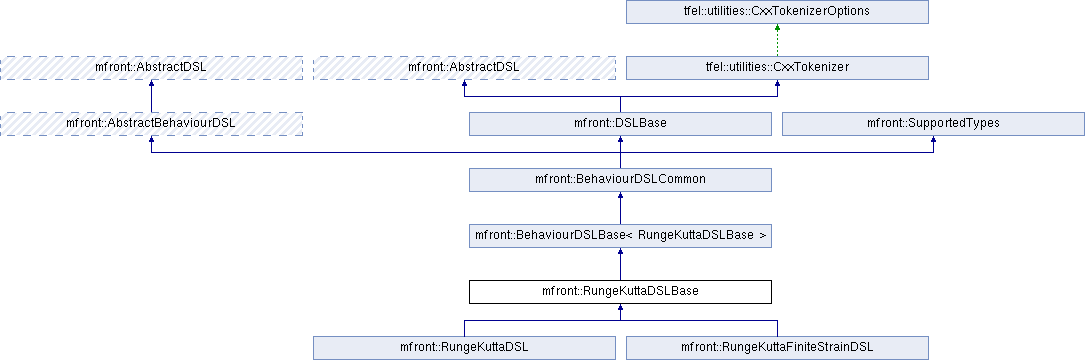 tfel::utilities::CxxTokenizerOptions
mfront::AbstractDSL
mfront::AbstractDSL
tfel::utilities::CxxTokenizer
mfront::AbstractBehaviourDSL
mfront::DSLBase
mfront::SupportedTypes
mfront::BehaviourDSLCommon
mfront::BehaviourDSLBase< RungeKuttaDSLBase >
mfront::RungeKuttaDSLBase
mfront::RungeKuttaDSL
mfront::RungeKuttaFiniteStrainDSL